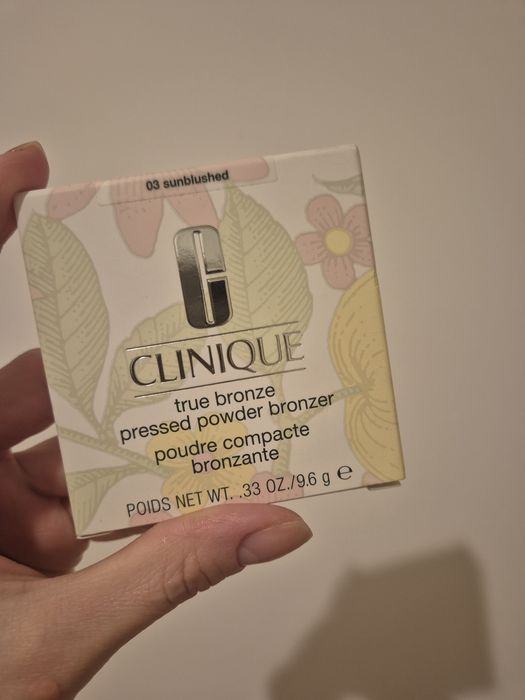 03 sunblushed
CLINIQUE
true bronze
pressed powder bronzer
poudre compacte
bronzante
POIDS NET WT. .33 OZ./9.6 g ℮